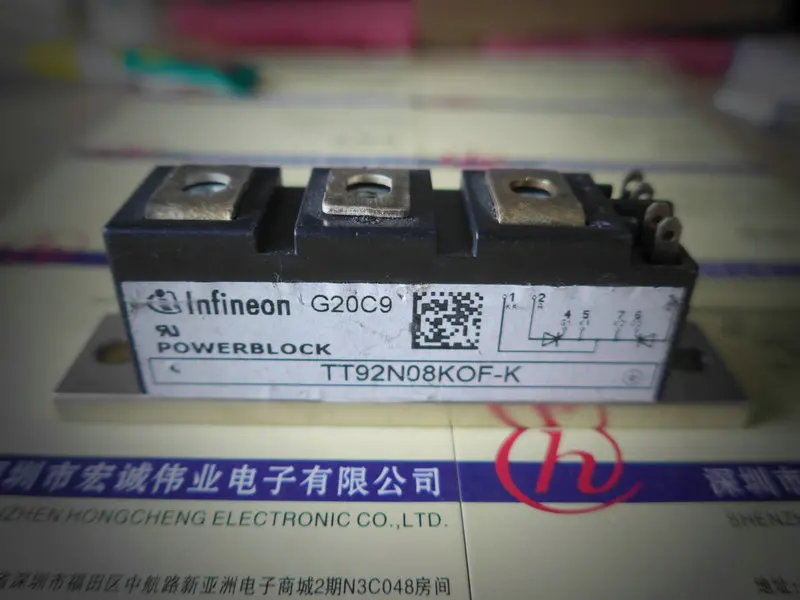 Infineon G20C9
POWERBLOCK
TT92N08KOF-K
1 2
4 5 7 6
h
深圳市宏诚伟业电子有限公司
深圳市
ZHEN HONGCHENG ELECTRONIC CO.,LTD.
SHENZ
深圳市福田区中航路新亚洲电子商城2期N3C048房间